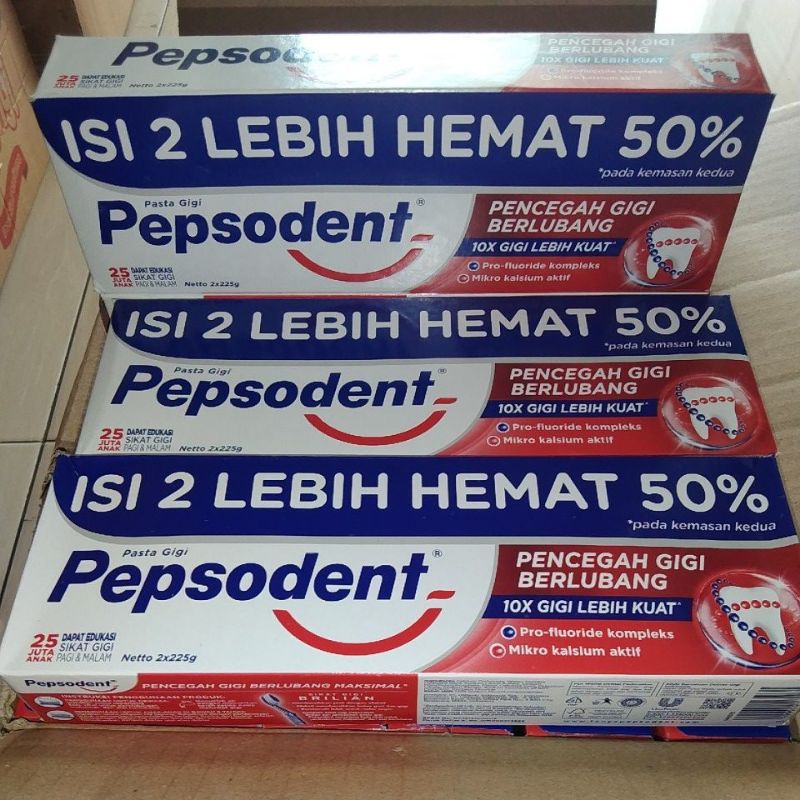 Pepsodent
PENCEGAH GIGI
BERLUBANG
10X GIGI LEBIH KUAT^
Pro-fluoride kompleks
Mikro kalsium aktif
25 JUTA ANAK
DAPAT EDUKASI
SIKAT GIGI
PAGI & MALAM
Netto 2x225g
ISI 2 LEBIH HEMAT 50%
*pada kemasan kedua
Pasta Gigi
Pepsodent®
PENCEGAH GIGI
BERLUBANG
10X GIGI LEBIH KUAT^
Pro-fluoride kompleks
Mikro kalsium aktif
25 JUTA ANAK
DAPAT EDUKASI
SIKAT GIGI
PAGI & MALAM
Netto 2x225g
ISI 2 LEBIH HEMAT 50%
*pada kemasan kedua
Pasta Gigi
Pepsodent®
PENCEGAH GIGI
BERLUBANG
10X GIGI LEBIH KUAT^
Pro-fluoride kompleks
Mikro kalsium aktif
25 JUTA ANAK
DAPAT EDUKASI
SIKAT GIGI
PAGI & MALAM
Netto 2x225g
ISI 2 LEBIH HEMAT 50%
*pada kemasan kedua
Pasta Gigi
Pepsodent®
PENCEGAH GIGI
BERLUBANG
10X GIGI LEBIH KUAT^
Pro-fluoride kompleks
Mikro kalsium aktif
25 JUTA ANAK
DAPAT EDUKASI
SIKAT GIGI
PAGI & MALAM
Netto 2x225g
Pepsodent
PENCEGAH GIGI BERLUBANG MAKSIMAL
INSTRUKSI PENGGUNAAN PRODUK:
SIKAT GIGI
BRILIAN